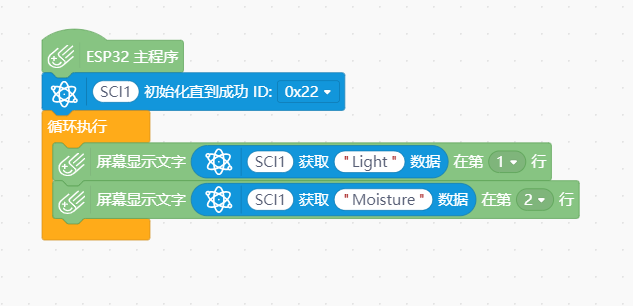 ESP32 主程序
SCI1 初始化直到成功 ID: 0x22
循环执行
屏幕显示文字 SCI1 获取 "Light" 数据 在第 1 行
屏幕显示文字 SCI1 获取 "Moisture" 数据 在第 2 行